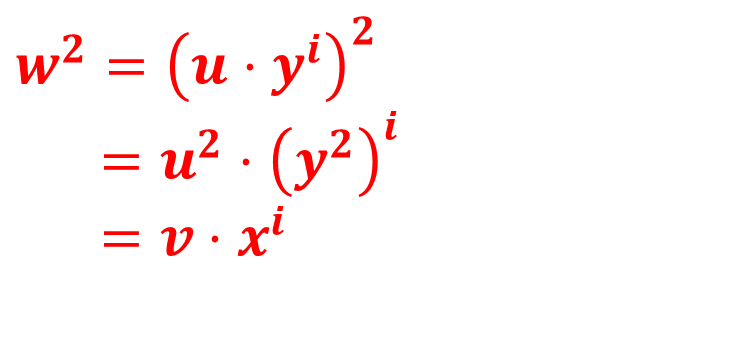 w² = (u · yⁱ)²
= u² · (y²)ⁱ
= v · xⁱ